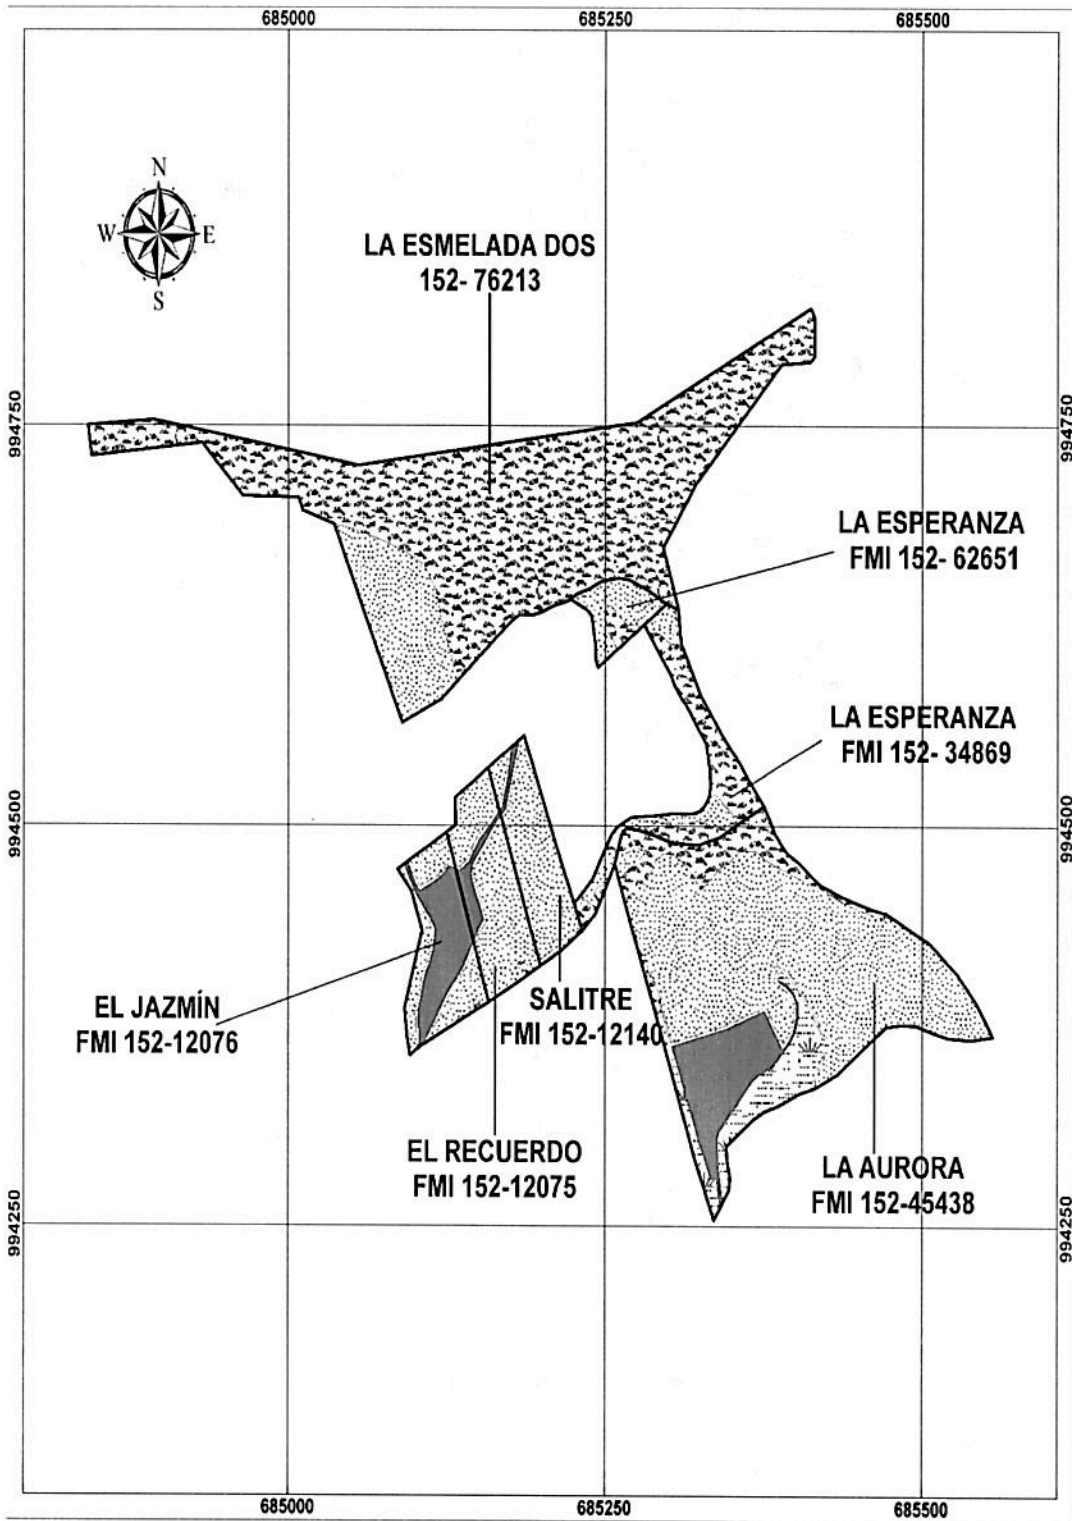 685000
685250
685500
N
W
E
S
LA ESMELADA DOS
152- 76213
994750
994750
LA ESPERANZA
FMI 152- 62651
LA ESPERANZA
FMI 152- 34869
994500
994500
EL JAZMÍN
FMI 152-12076
SALITRE
FMI 152-12140
EL RECUERDO
FMI 152-12075
LA AURORA
FMI 152-45438
994250
994250
685000
685250
685500